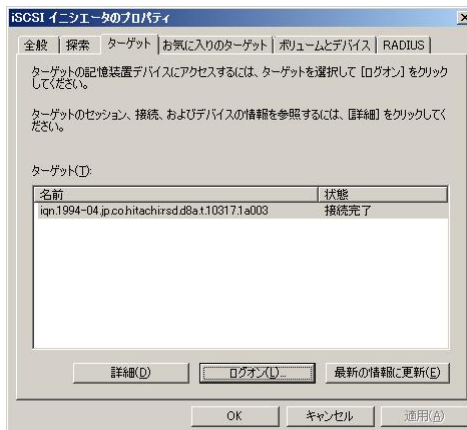 iSCSI イニシエータのプロパティ
全般 探索 ターゲット お気に入りのターゲット ボリュームとデバイス RADIUS
ターゲットの記憶装置デバイスにアクセスするには、ターゲットを選択して [ログオン] をクリック
してください。
ターゲットのセッション、接続、およびデバイスの情報を参照するには、[詳細] をクリックしてく
ださい。
ターゲット(T):
名前 状態
iqn.1994-04.jp.co.hitachi:rsd.d8a.t.10317.1a003 接続完了
詳細(D) ログオン(L)... 最新の情報に更新(E)
OK キャンセル 適用(A)